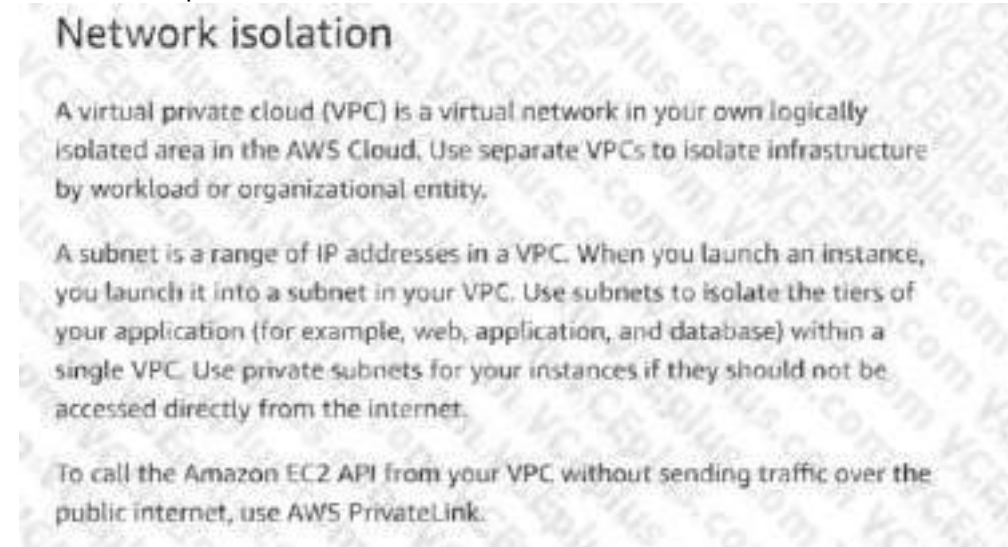 Network isolation
A virtual private cloud (VPC) is a virtual network in your own logically
isolated area in the AWS Cloud. Use separate VPCs to isolate infrastructure
by workload or organizational entity.
A subnet is a range of IP addresses in a VPC. When you launch an instance,
you launch it into a subnet in your VPC. Use subnets to isolate the tiers of
your application (for example, web, application, and database) within a
single VPC. Use private subnets for your instances if they should not be
accessed directly from the internet.
To call the Amazon EC2 API from your VPC without sending traffic over the
public internet, use AWS PrivateLink.